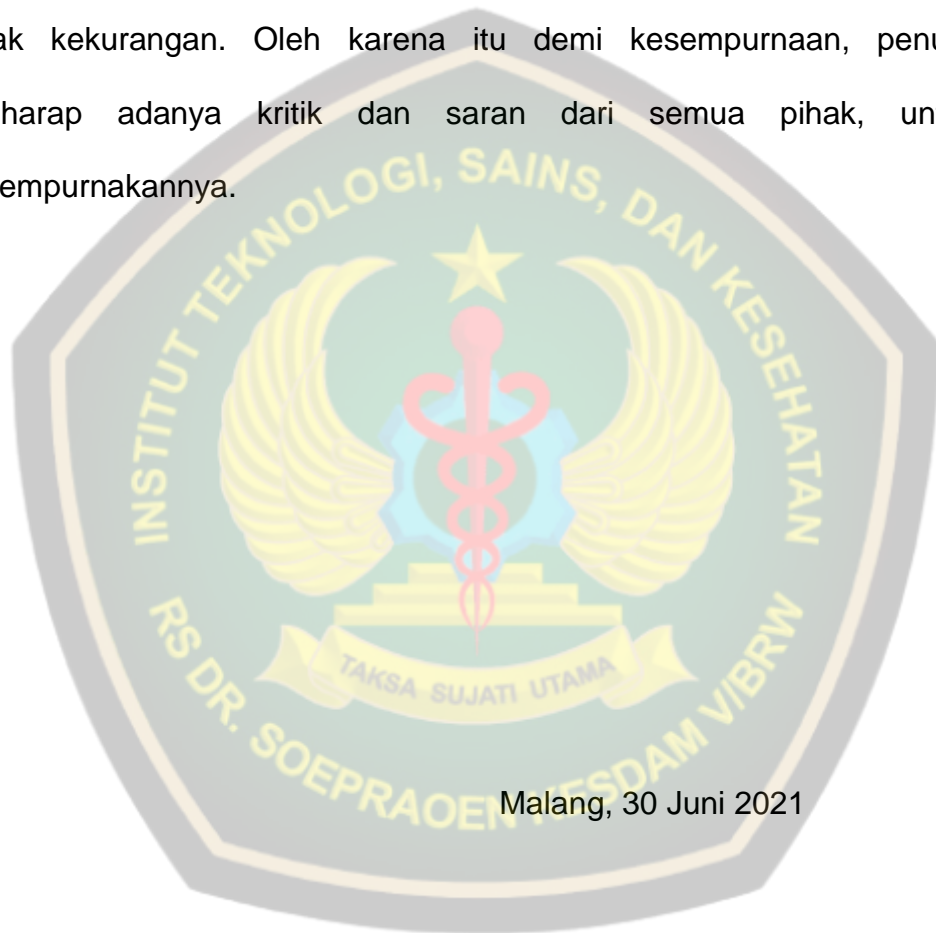 ak kekurangan. Oleh karena itu demi kesempurnaan, penu
harap adanya kritik dan saran dari semua pihak, un
empurnakannya.
INSTITUT TEKNOLOGI, SAINS, DAN KESEHATAN
TAKSA SUJATI UTAMA
RS DR. SOEPRAOEN KESDAM V/BRW
Malang, 30 Juni 2021